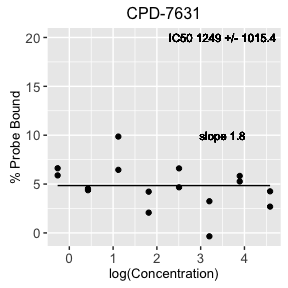 CPD-7631
IC50 1249 +/- 1015.4
slope 1.8
% Probe Bound
20
15
10
5
0
0 1 2 3 4
log(Concentration)